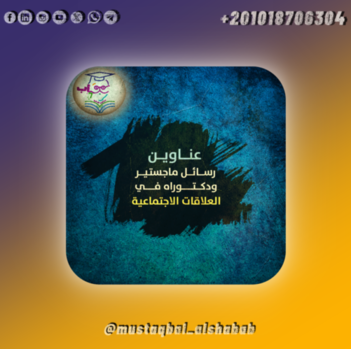 +201018706304
عناوين
رسائل ماجستير
ودكتوراه في
العلاقات الاجتماعية
@mustaqbal_alshabab